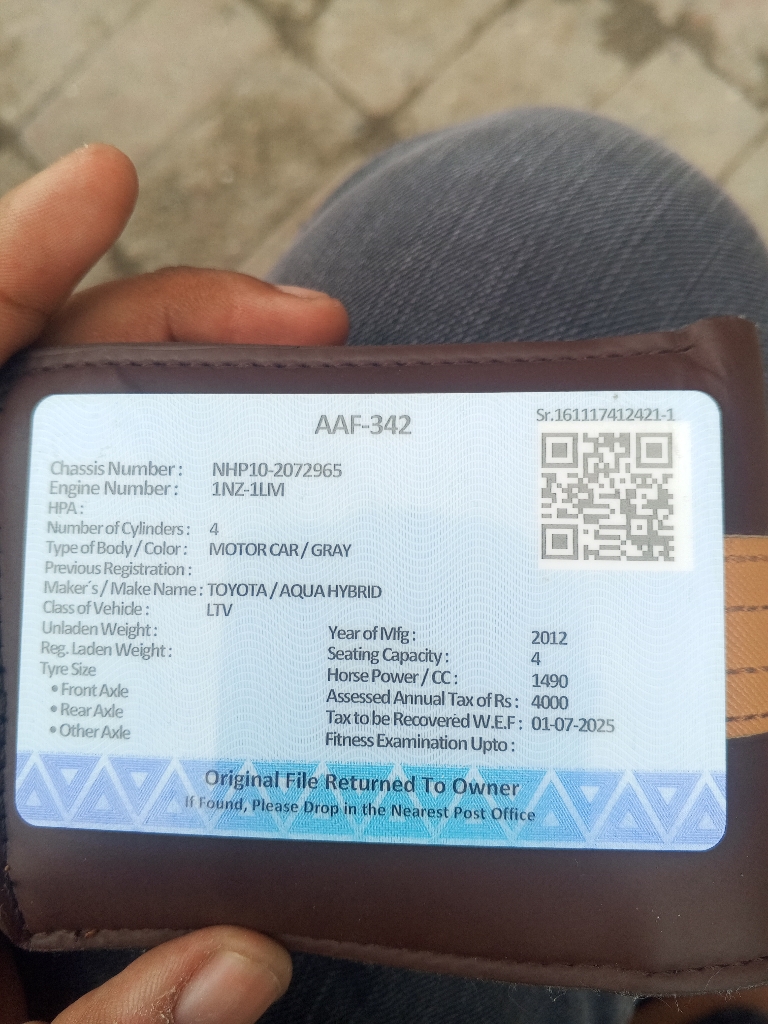 AAF-342
Sr.161117412421-1
Chassis Number : NHP10-2072965
Engine Number : 1NZ-1LM
HPA :
Number of Cylinders : 4
Type of Body / Color : MOTOR CAR / GRAY
Previous Registration :
Maker´s / Make Name : TOYOTA / AQUA HYBRID
Class of Vehicle : LTV
Unladen Weight :
Reg. Laden Weight :
Tyre Size
• Front Axle
• Rear Axle
• Other Axle
Year of Mfg : 2012
Seating Capacity : 4
Horse Power / CC : 1490
Assessed Annual Tax of Rs : 4000
Tax to be Recovered W.E.F : 01-07-2025
Fitness Examination Upto :
Original File Returned To Owner
If Found, Please Drop in the Nearest Post Office